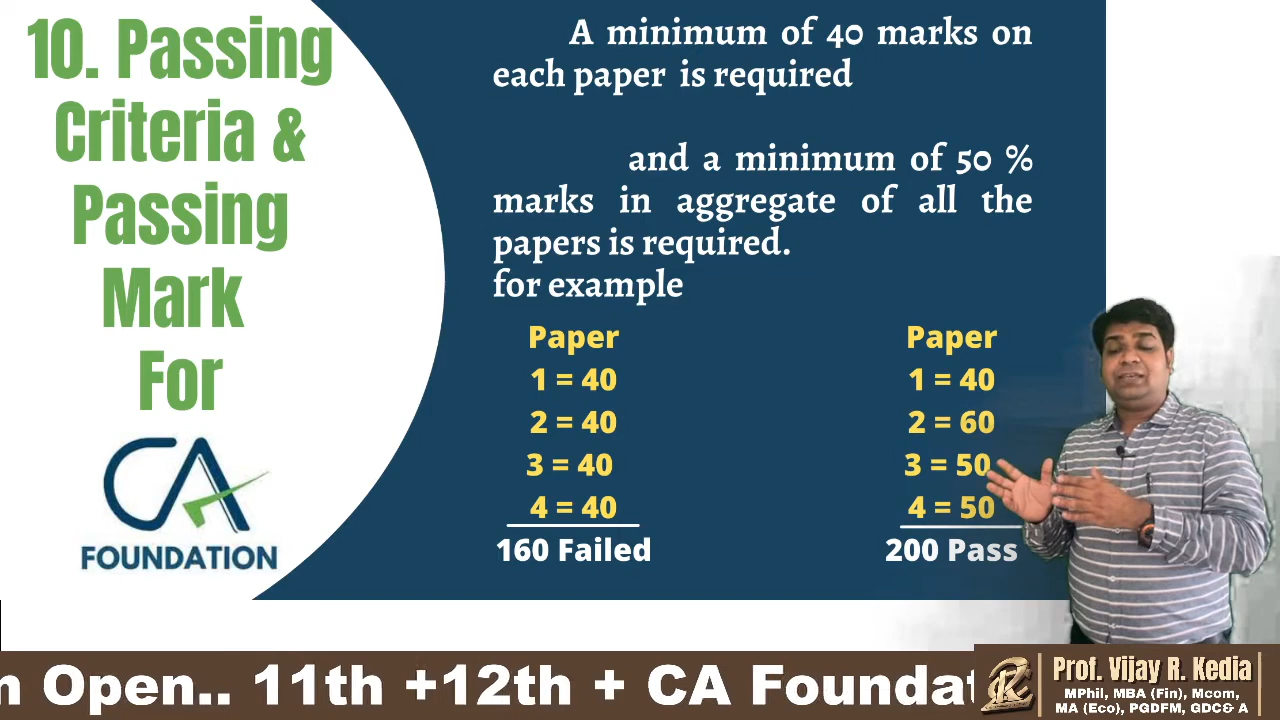 10. Passing
Criteria &
Passing
Mark
For
CA
FOUNDATION
A minimum of 40 marks on
each paper is required
and a minimum of 50 %
marks in aggregate of all the
papers is required.
for example
Paper
1 = 40
2 = 40
3 = 40
4 = 40
160 Failed
Paper
1 = 40
2 = 60
3 = 50
4 = 50
200 Pass
n Open.. 11th +12th + CA Foundat
Prof. Vijay R. Kedia
MPhil, MBA (Fin), Mcom,
MA (Eco), PGDFM, GDC& A